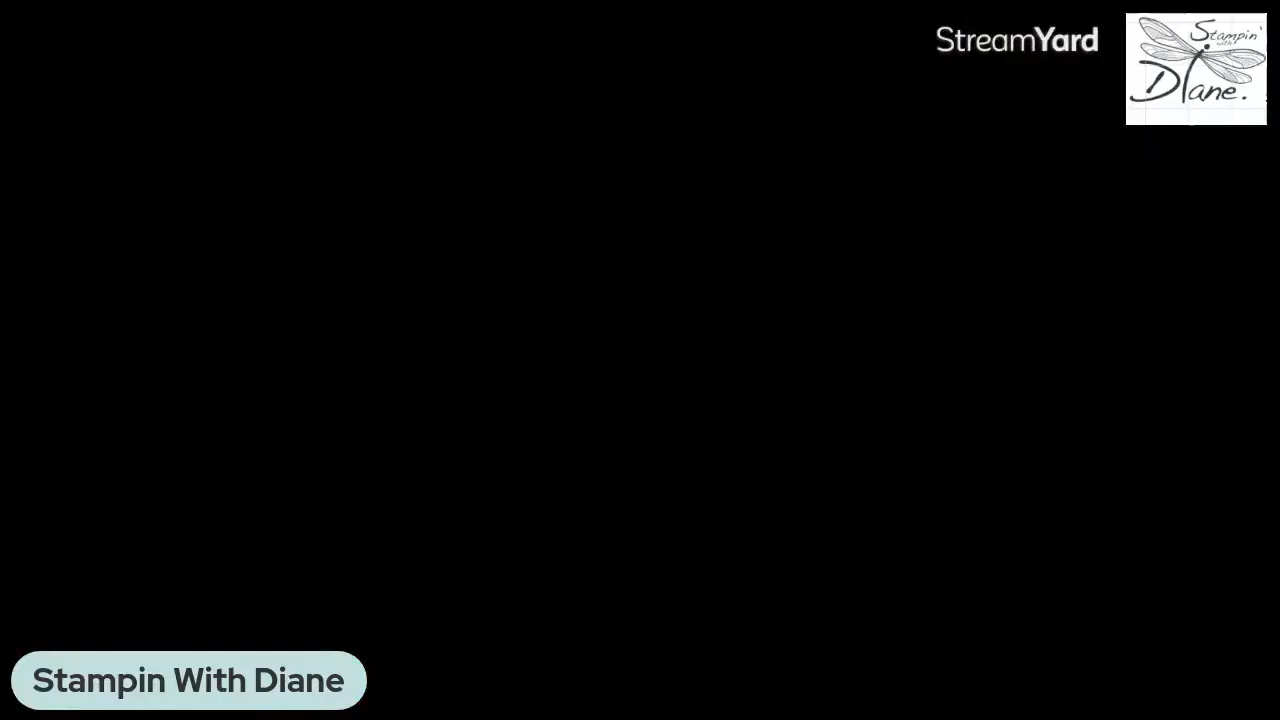 StreamYard
Stampin'
with
Diane.
Stampin With Diane